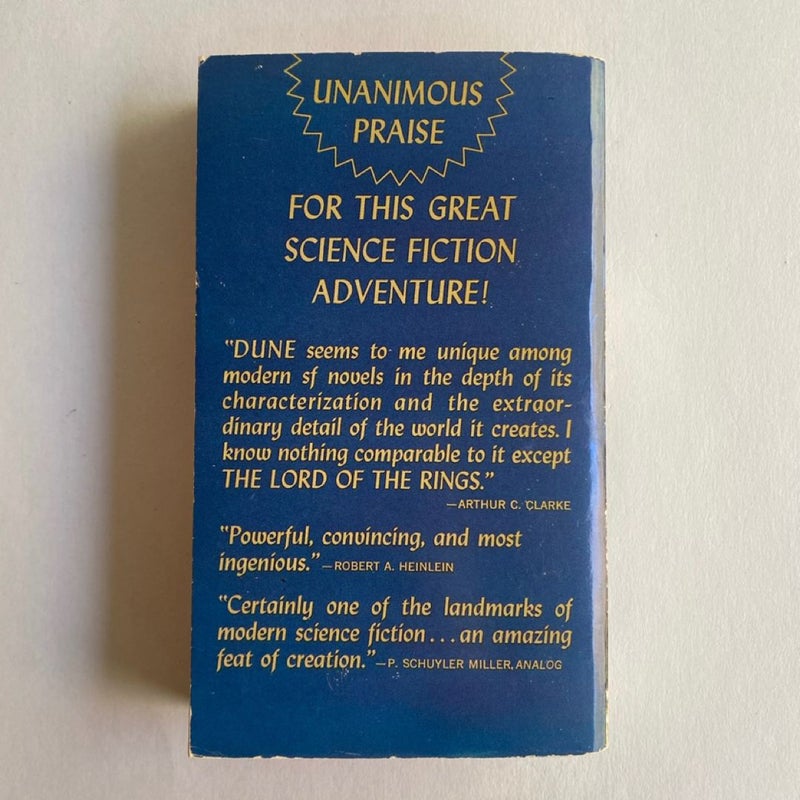 UNANIMOUS
PRAISE
FOR THIS GREAT
SCIENCE FICTION
ADVENTURE!
"DUNE seems to me unique among
modern sf novels in the depth of its
characterization and the extraor-
dinary detail of the world it creates. I
know nothing comparable to it except
THE LORD OF THE RINGS."
—ARTHUR C. CLARKE
"Powerful, convincing, and most
ingenious."—ROBERT A. HEINLEIN
"Certainly one of the landmarks of
modern science fiction...an amazing
feat of creation."—P. SCHUYLER MILLER, ANALOG